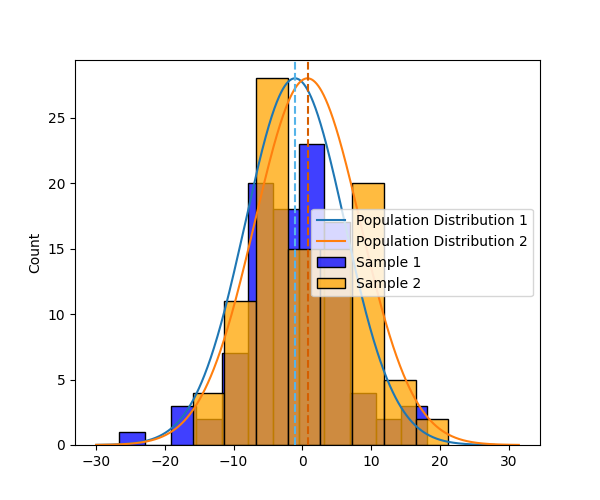 Count
25
20
15
10
5
0
−30
−20
−10
0
10
20
30
Population Distribution 1
Population Distribution 2
Sample 1
Sample 2